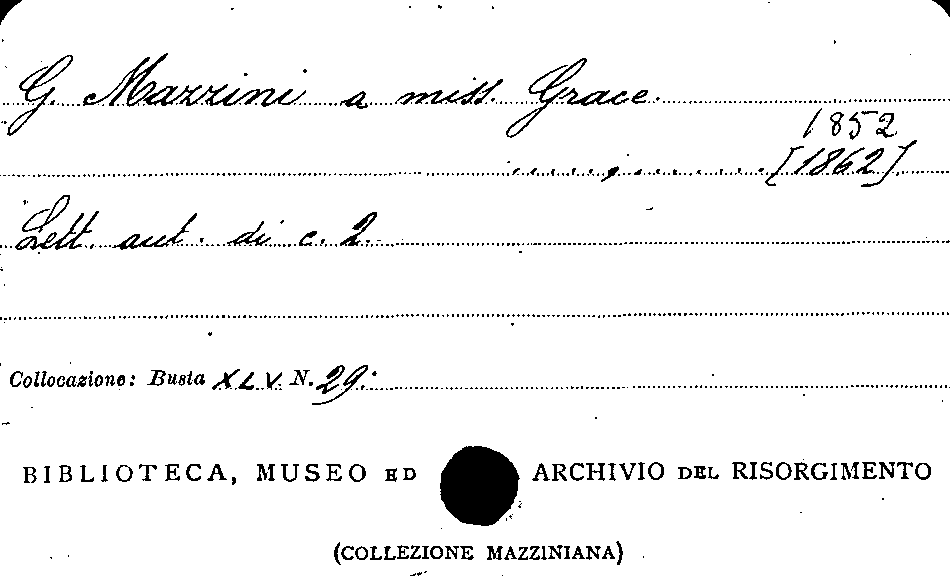 G. Mazzini a miss. Grace.
1852
......,....... [1862]
Lett. aut. di c. 2.
Collocazione: Busta XLV N. 29.
BIBLIOTECA, MUSEO ED ARCHIVIO DEL RISORGIMENTO
(COLLEZIONE MAZZINIANA)